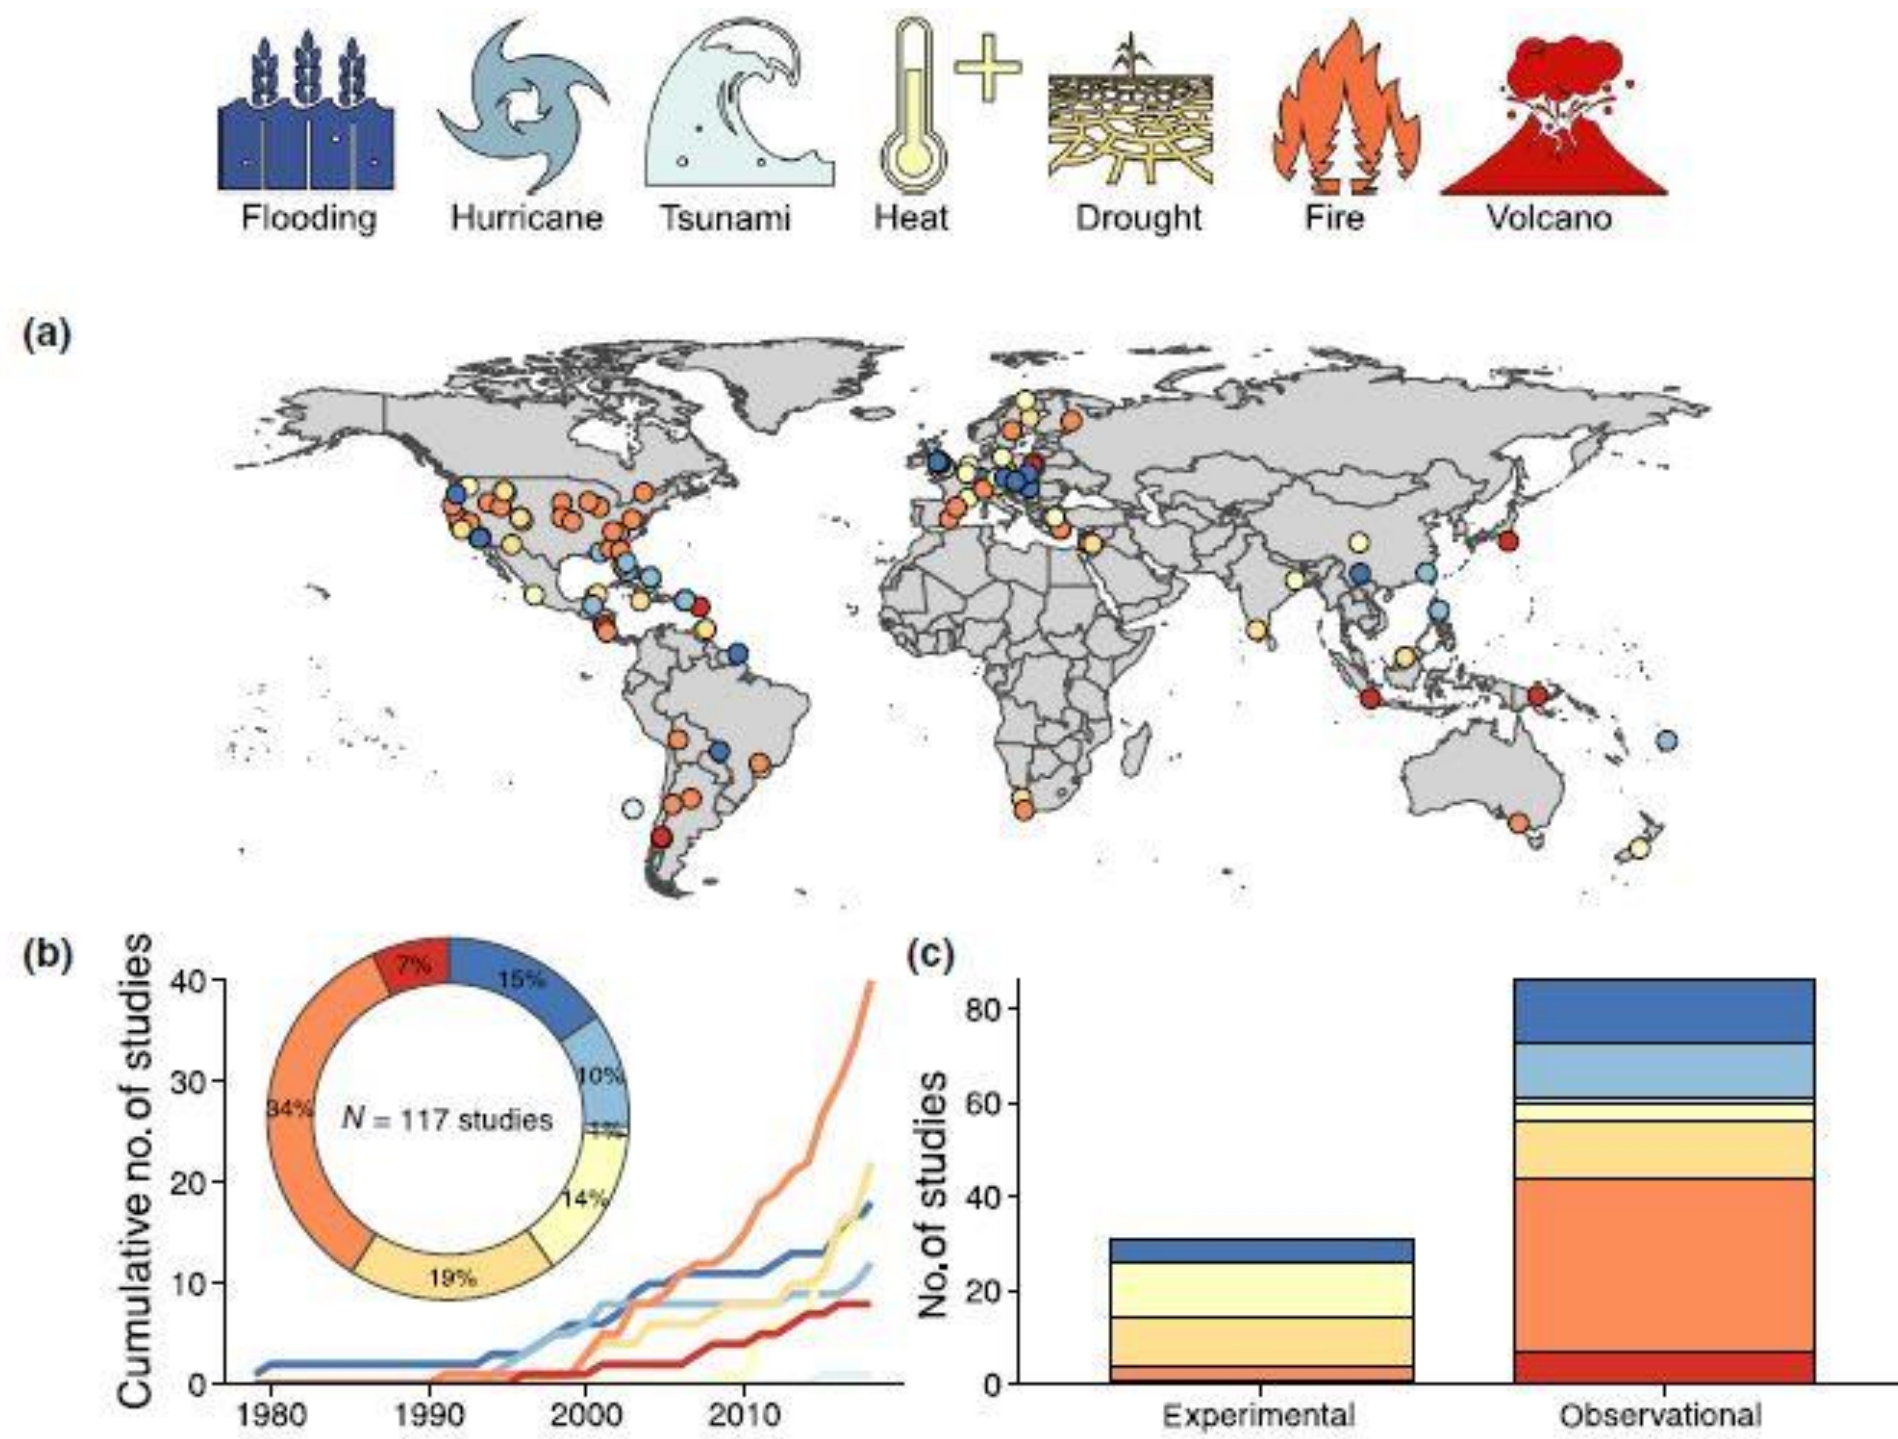 Flooding Hurricane Tsunami Heat Drought Fire Volcano
(a)
(b)
Cumulative no. of studies
40
30
20
10
0
1980 1990 2000 2010
7%
15%
10%
1%
14%
19%
34%
N = 117 studies
(c)
No. of studies
80
60
40
20
0
Experimental Observational